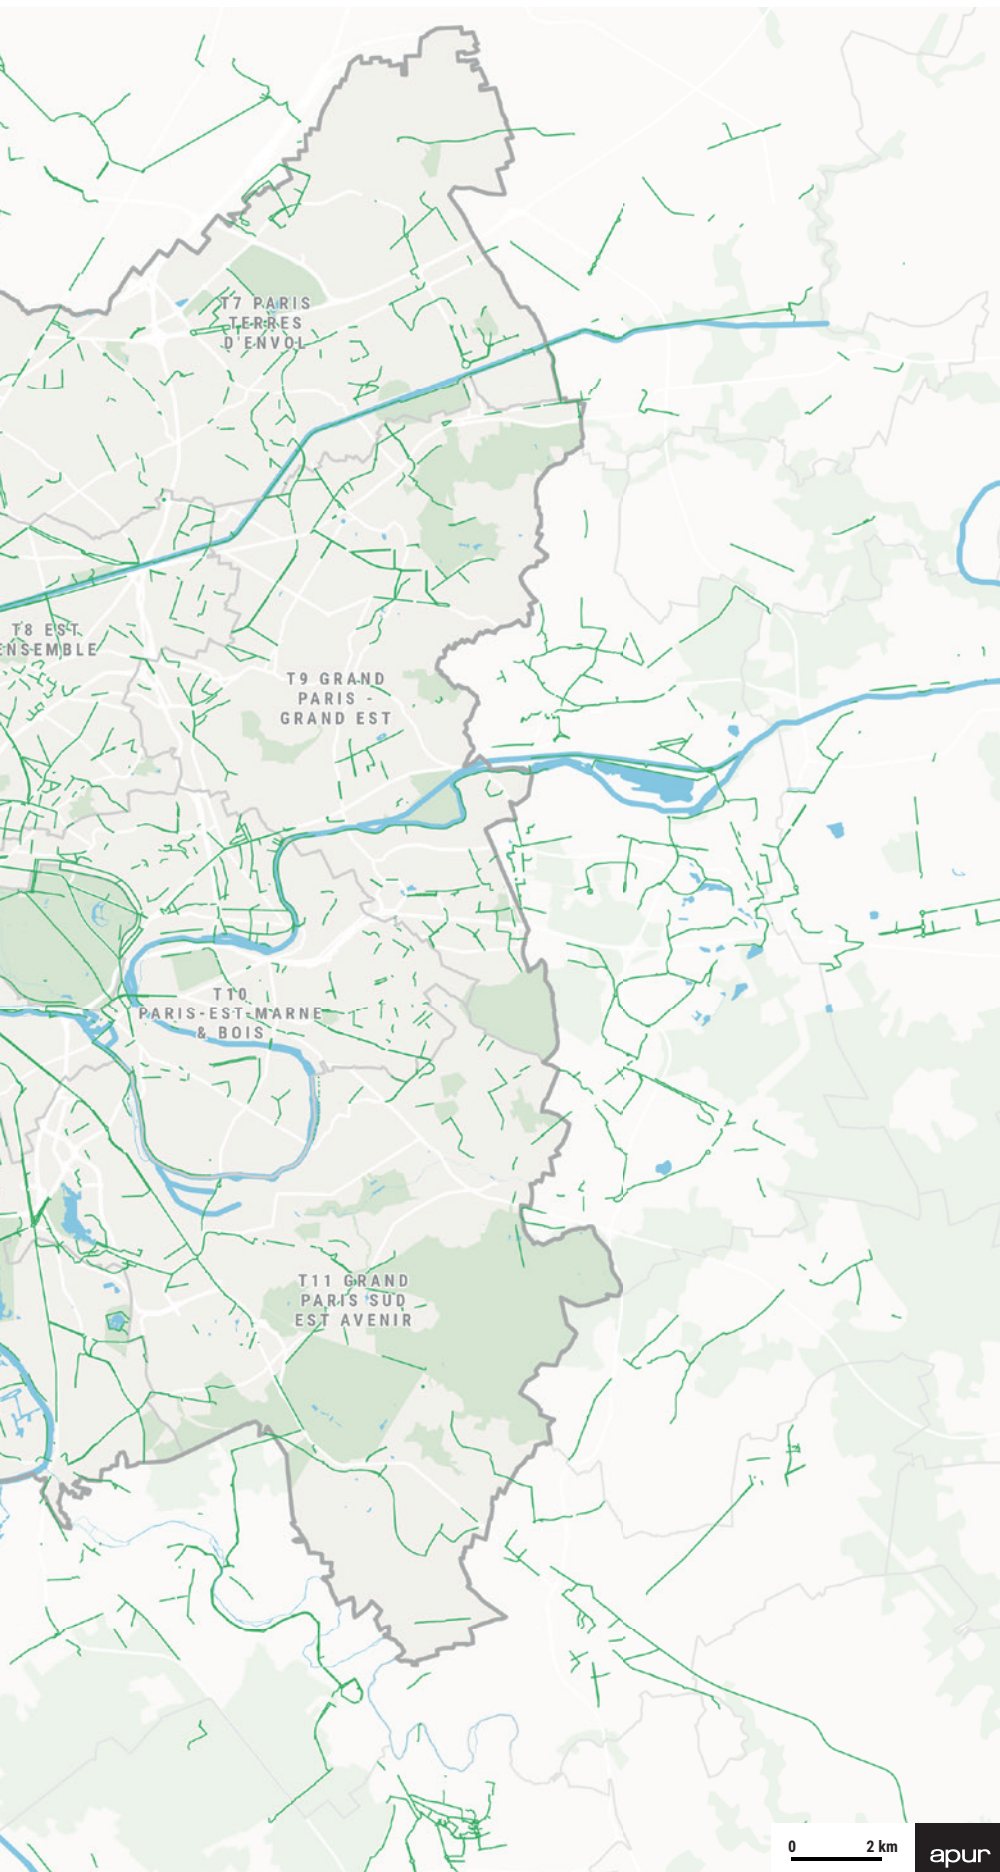 T7 PARIS
TERRES
D'ENVOL
T8 EST
ENSEMBLE
T9 GRAND
PARIS -
GRAND EST
T10
PARIS-EST-MARNE
& BOIS
T11 GRAND
PARIS SUD
EST AVENIR
0 2 km
apur